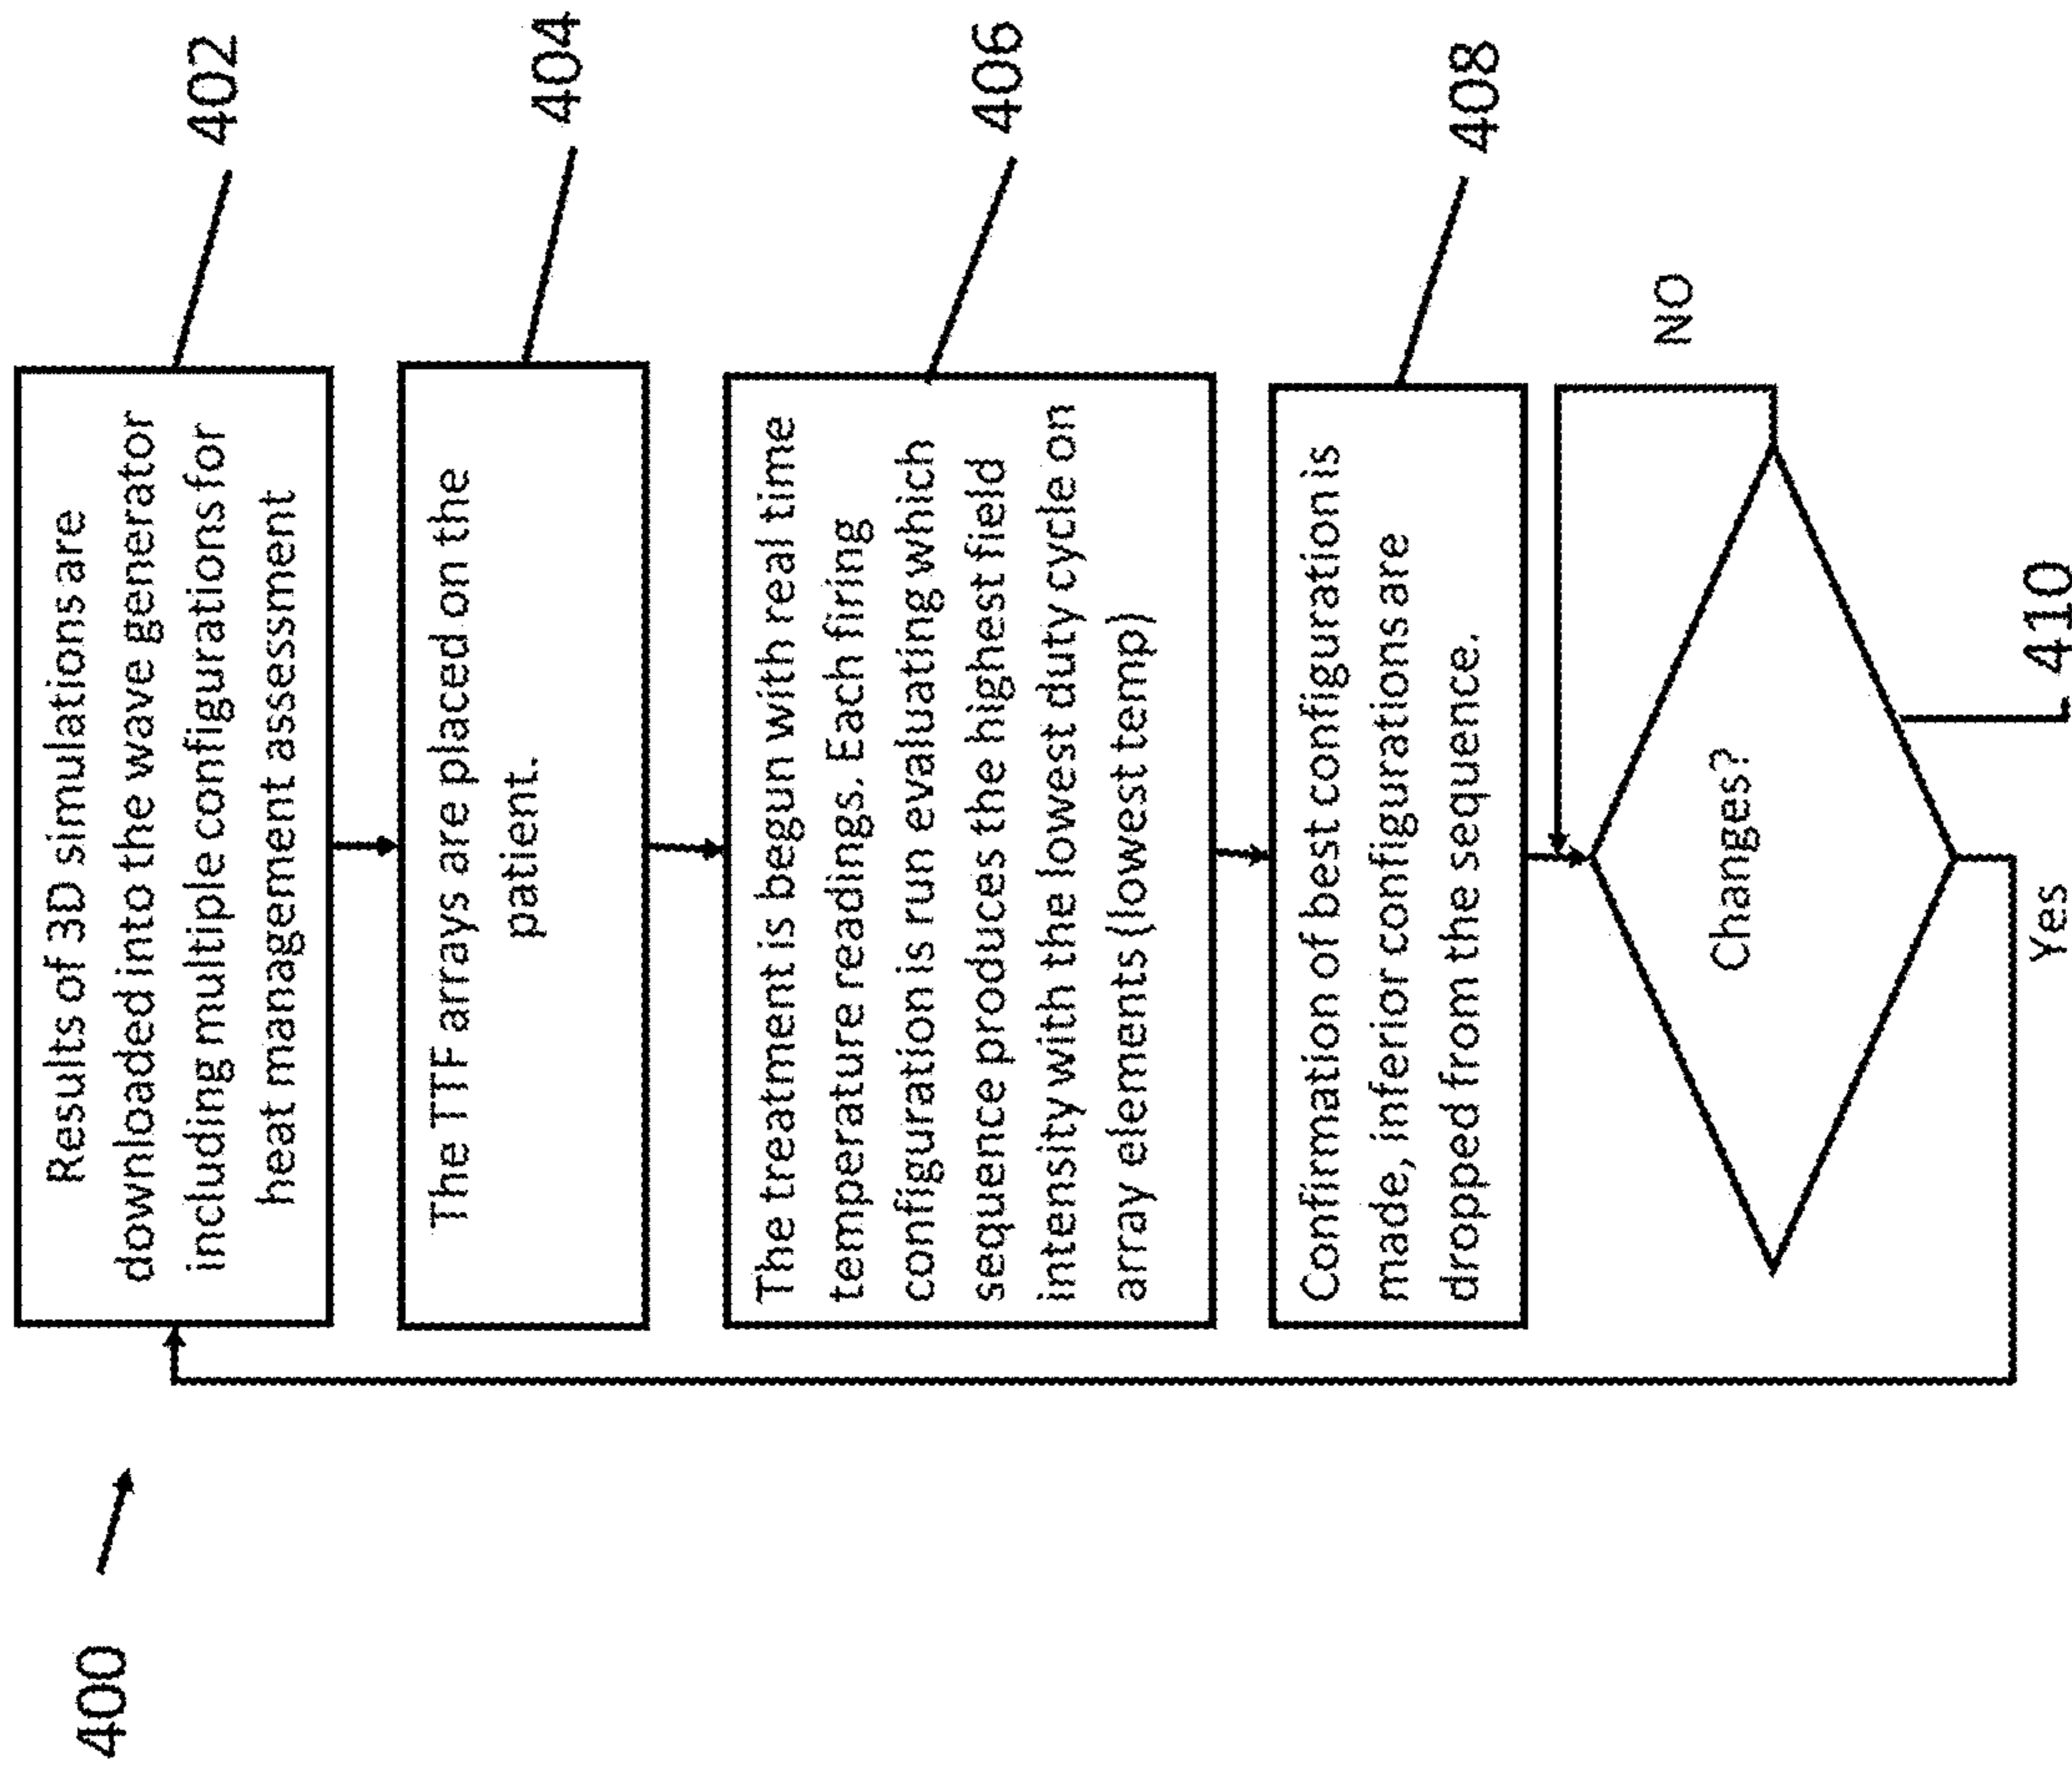 400
Results of 3D simulations are
downloaded into the wave generator
including multiple configurations for
heat management assessment
402
The TTF arrays are placed on the
patient.
404
The treatment is begun with real time
temperature readings. Each firing
configuration is run evaluating which
sequence produces the highest field
intensity with the lowest duty cycle on
array elements (lowest temp)
406
Confirmation of best configuration is
made, inferior configurations are
dropped from the sequence.
408
NO
Changes?
410
Yes